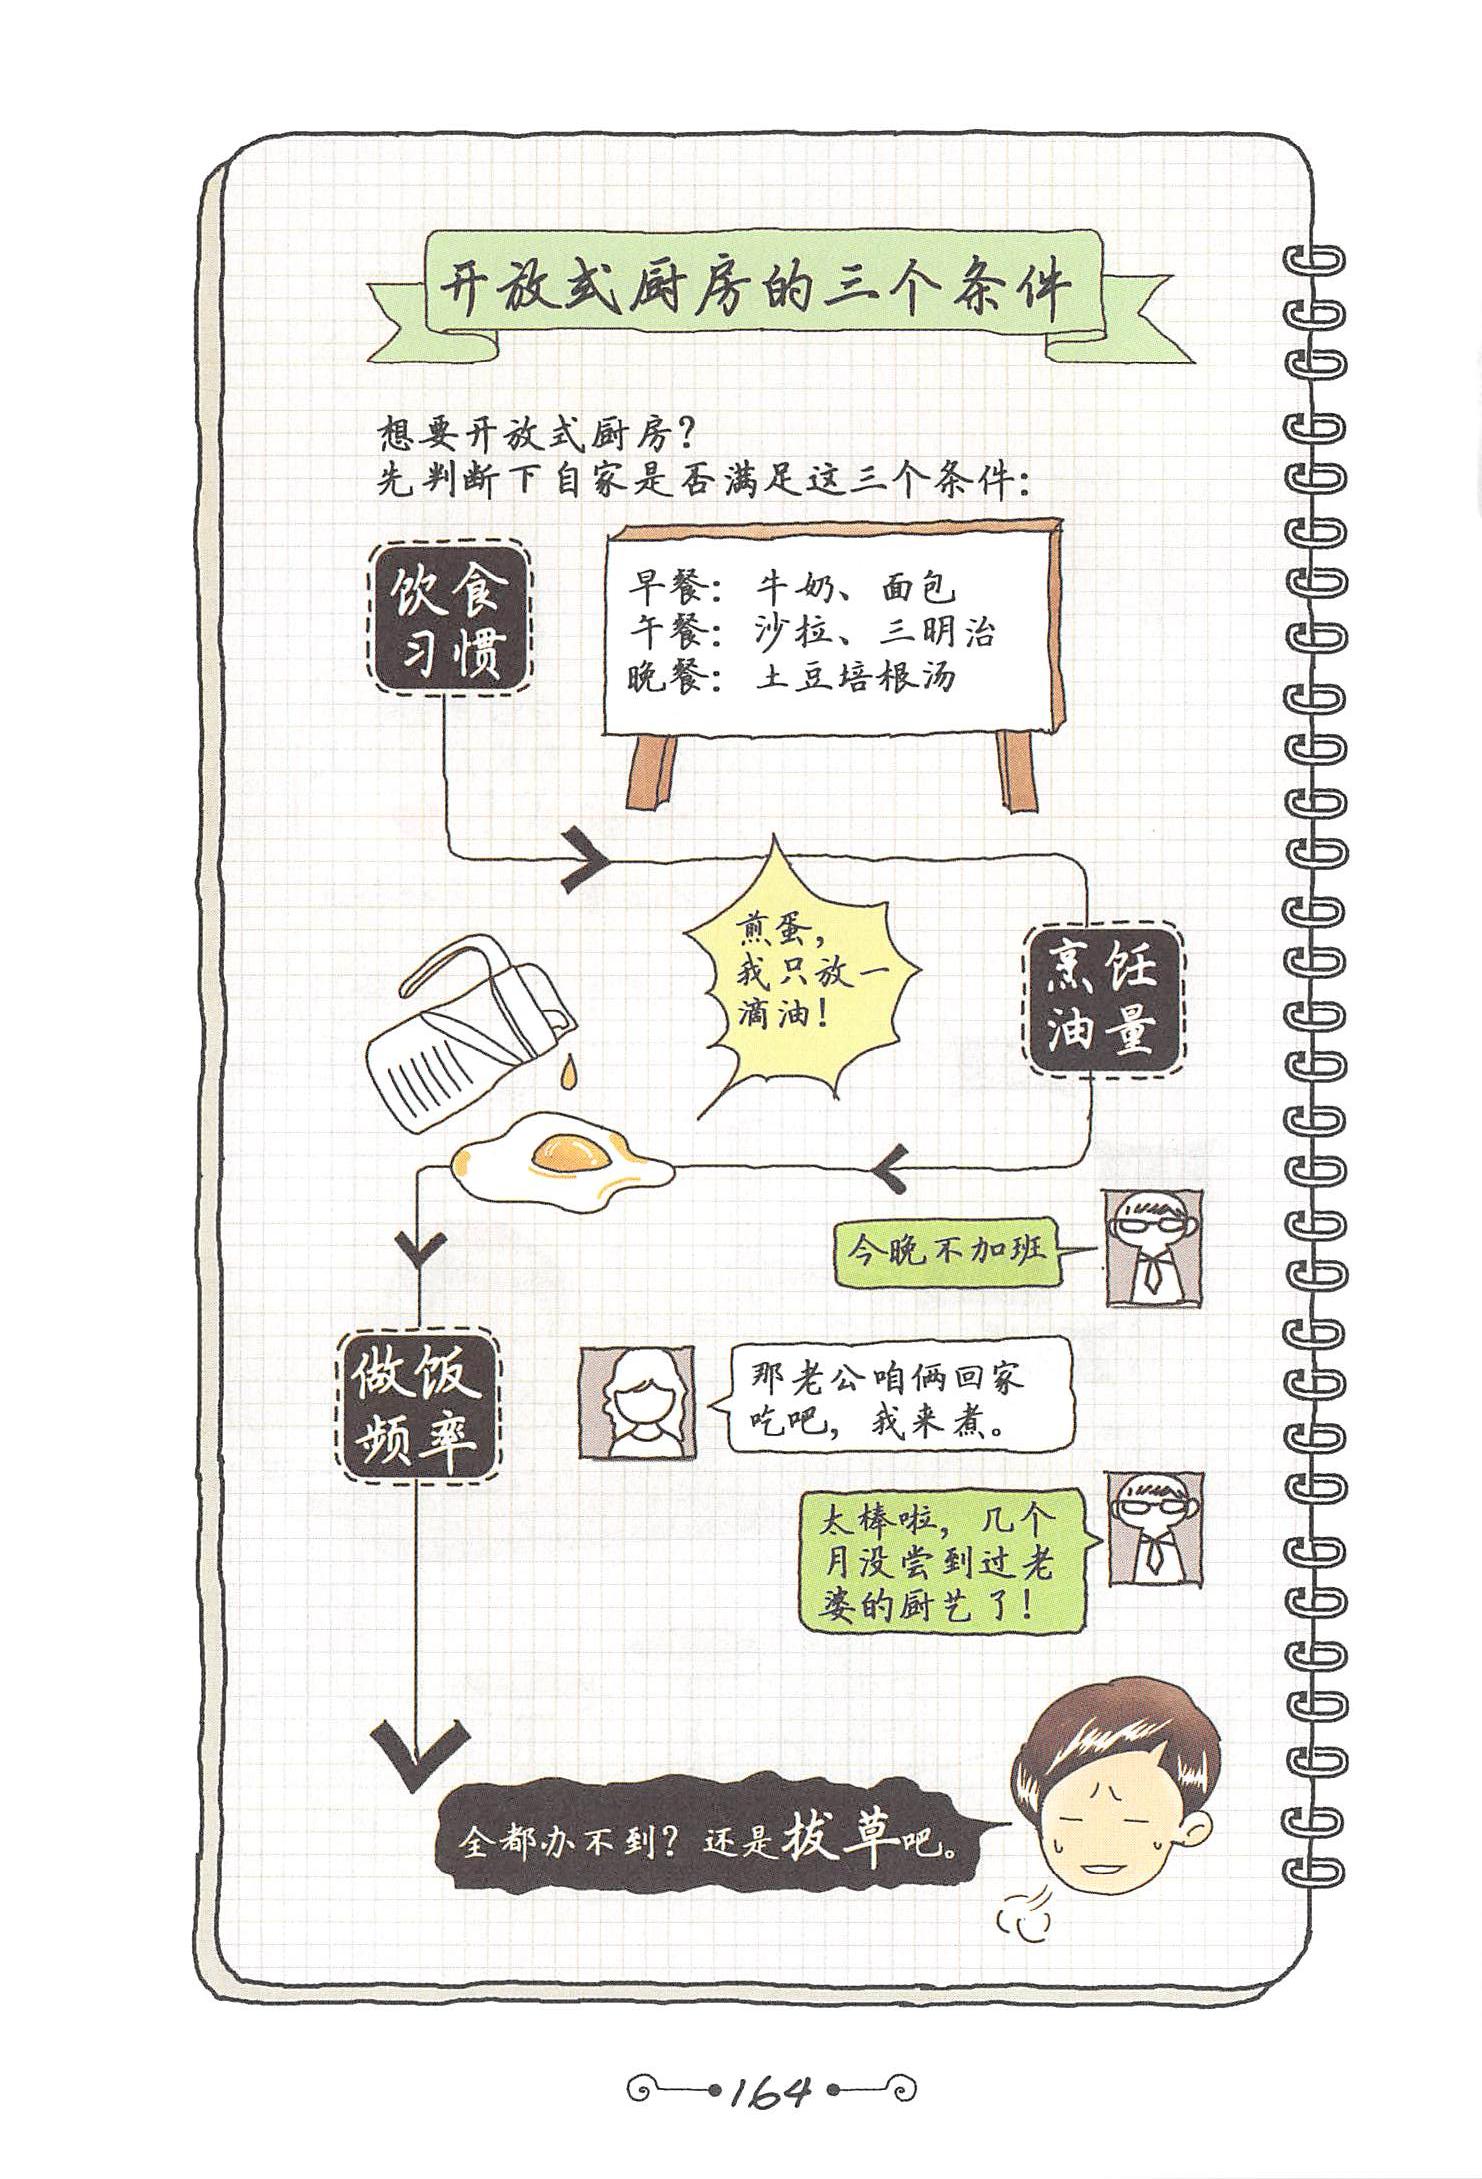 开放式厨房的三个条件
想要开放式厨房？
先判断下自家是否满足这三个条件：
饮食
习惯
早餐：牛奶、面包
午餐：沙拉、三明治
晚餐：土豆培根汤
煎蛋，
我只放一
滴油！
烹饪
油量
今晚不加班
做饭
频率
那老公咱俩回家
吃吧，我来煮。
太棒啦，几个
月没尝到过老
婆的厨艺了！
全都办不到？还是拔草吧。
164